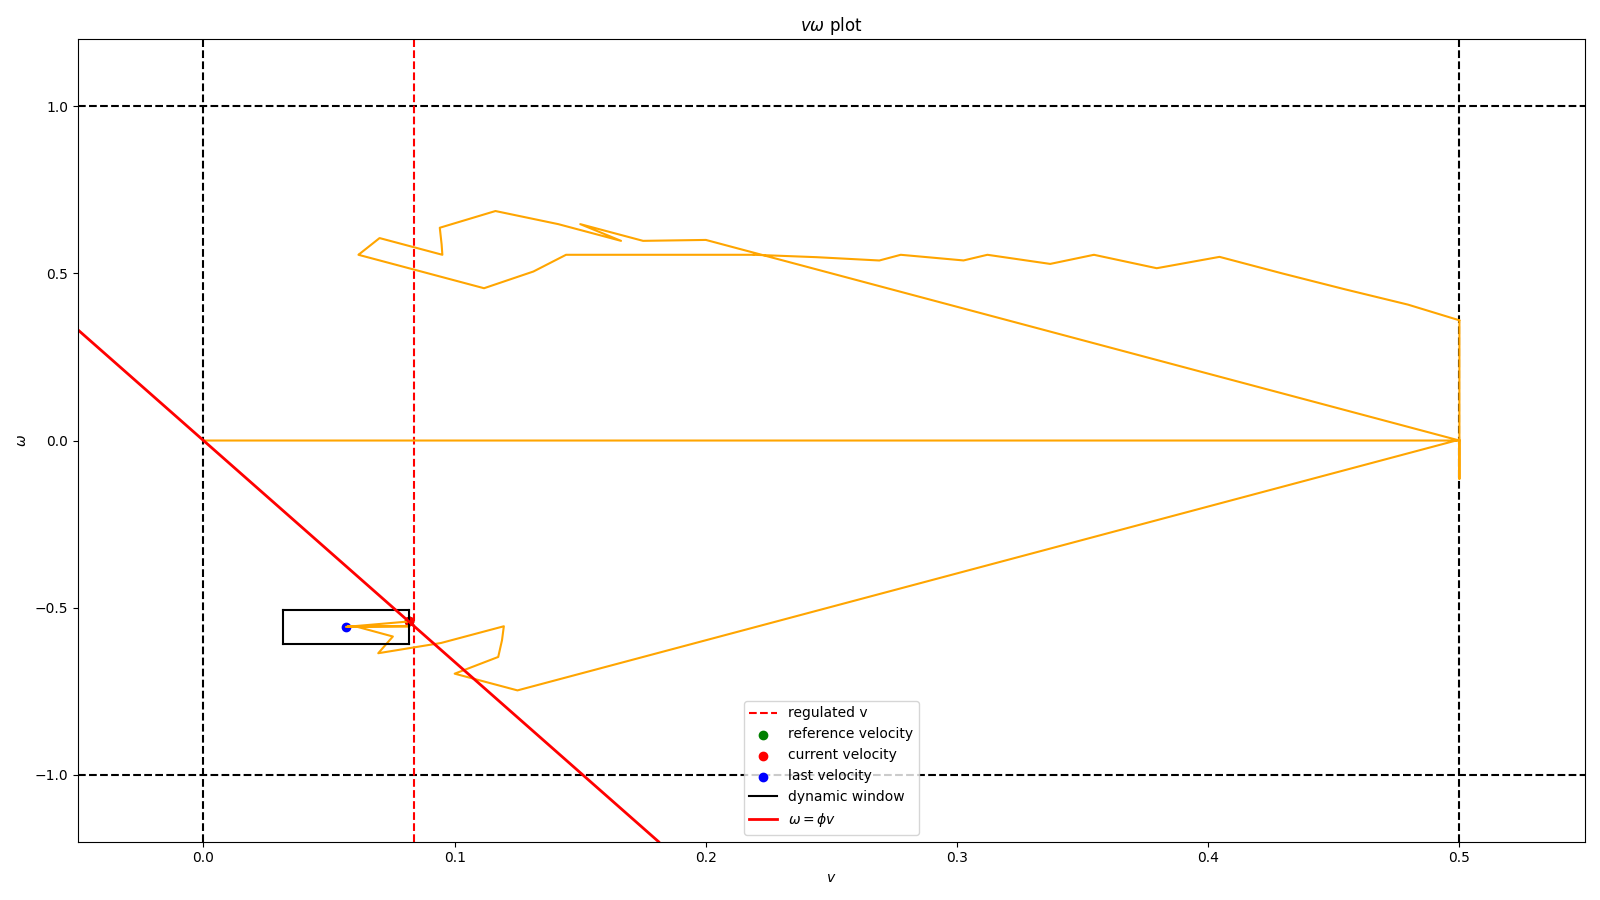 vω plot
1.0
0.5
0.0
−0.5
−1.0
ω
0.0 0.1 0.2 0.3 0.4 0.5
v
regulated v
reference velocity
current velocity
last velocity
dynamic window
ω = ϕv